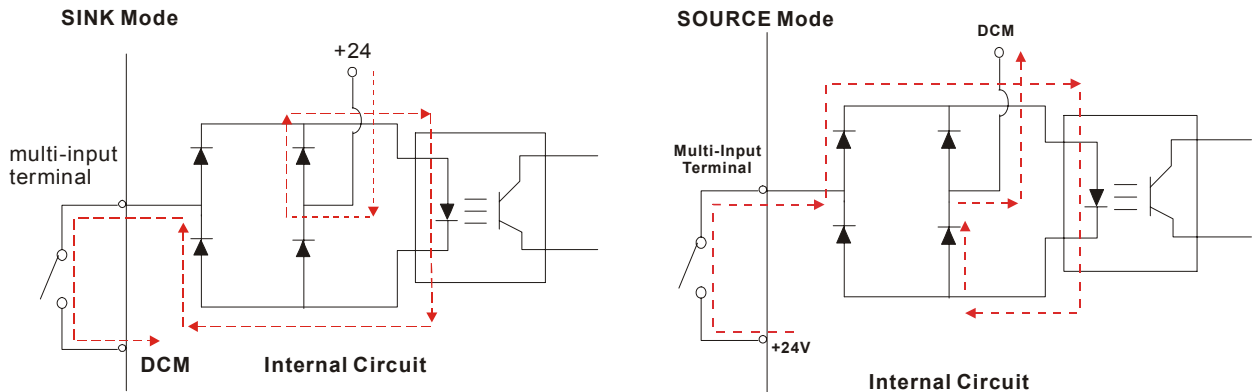 SINK Mode
+24
multi-input
terminal
DCM
Internal Circuit
SOURCE Mode
DCM
Multi-Input
Terminal
+24V
Internal Circuit